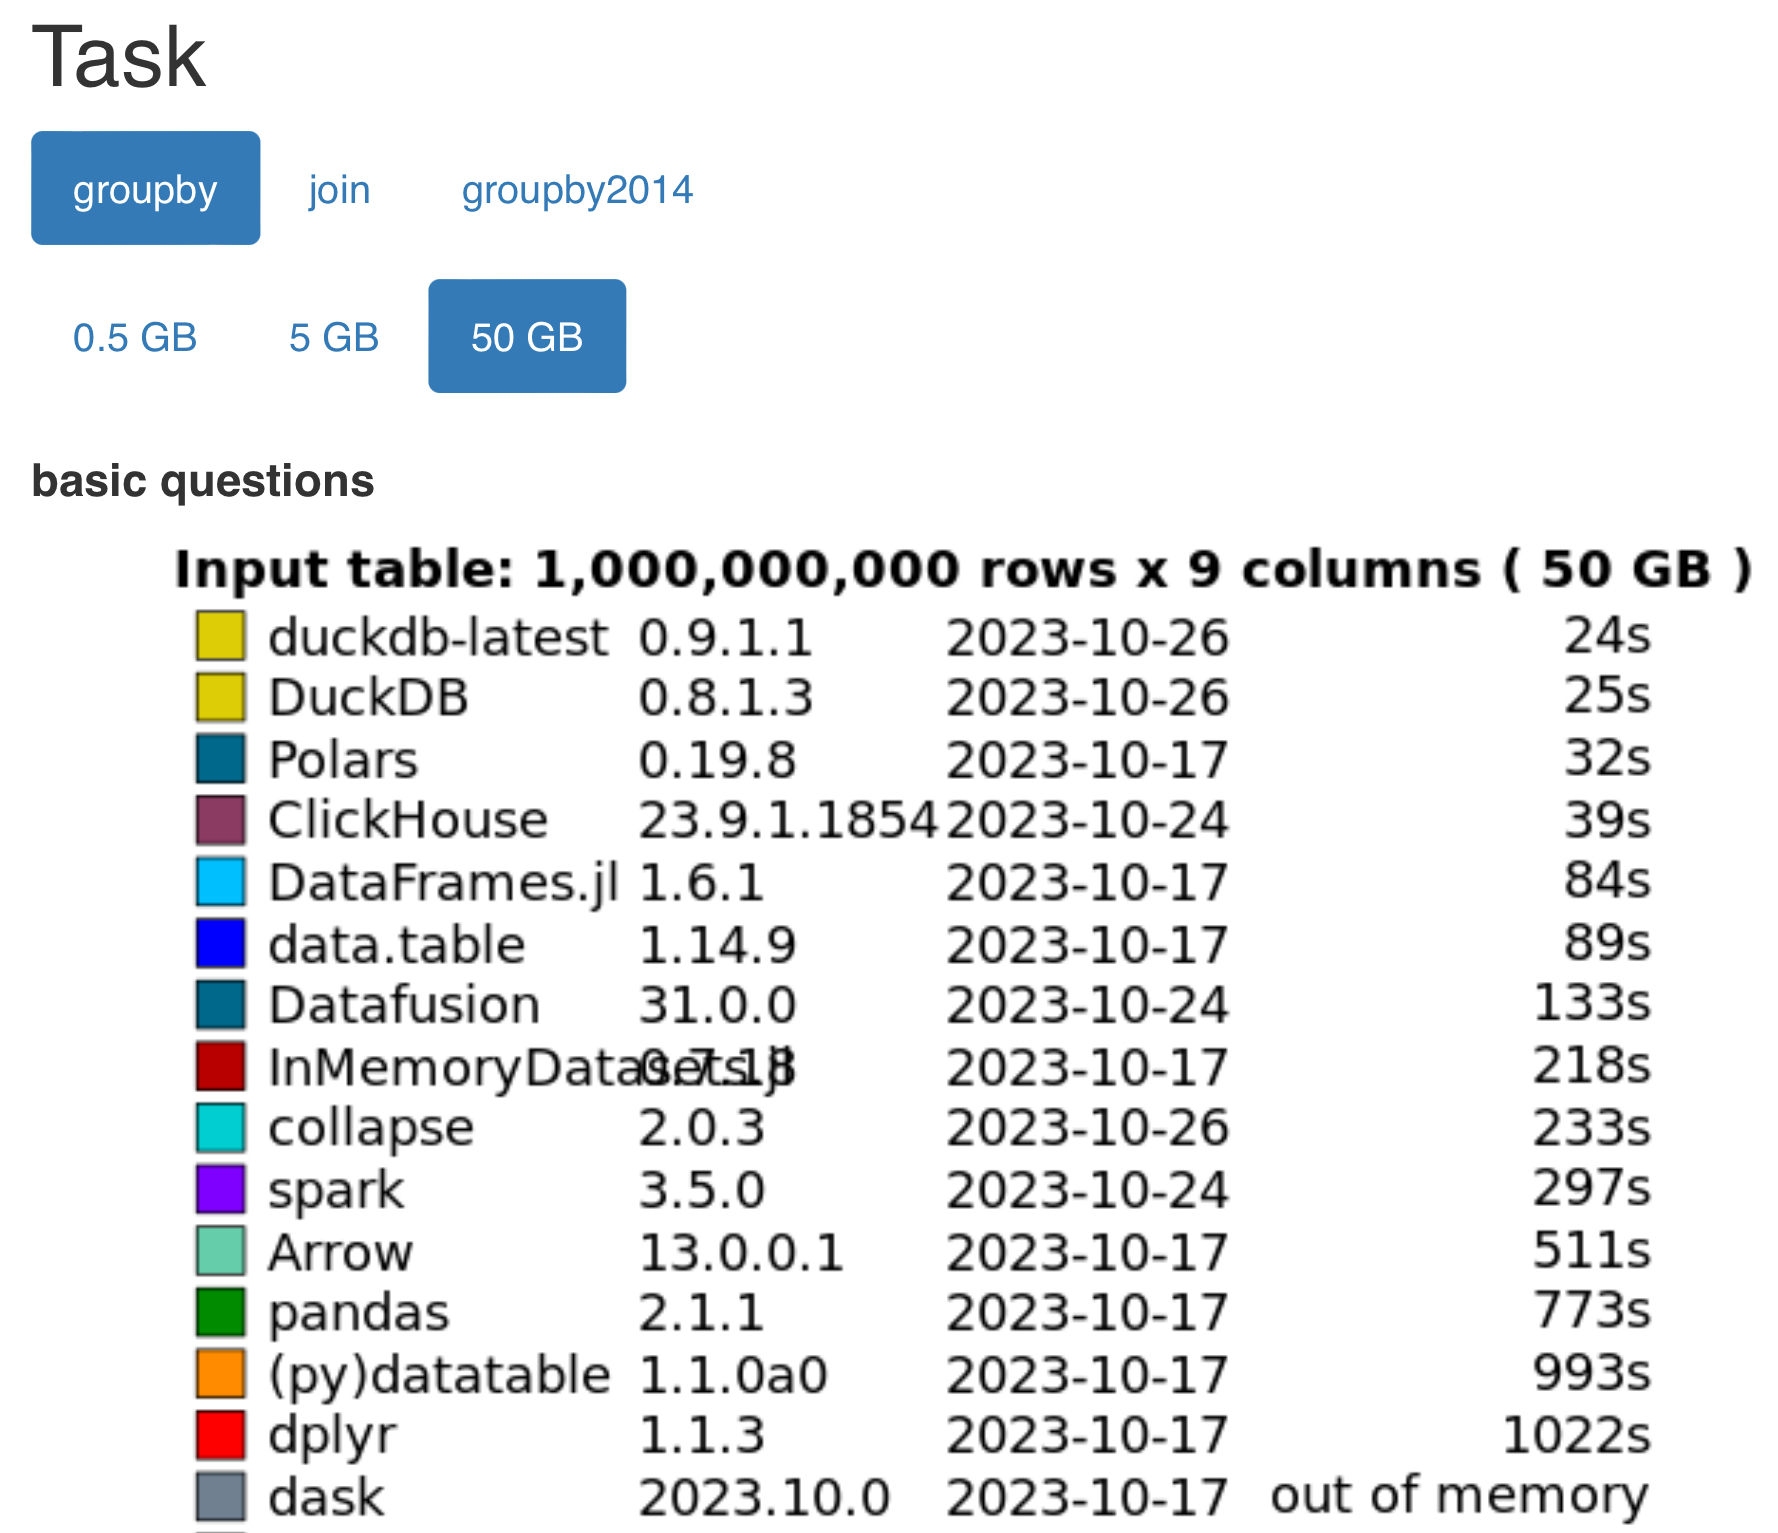 Task
groupby join groupby2014
0.5 GB 5 GB 50 GB
basic questions
Input table: 1,000,000,000 rows x 9 columns ( 50 GB )
duckdb-latest 0.9.1.1 2023-10-26 24s
DuckDB 0.8.1.3 2023-10-26 25s
Polars 0.19.8 2023-10-17 32s
ClickHouse 23.9.1.1854 2023-10-24 39s
DataFrames.jl 1.6.1 2023-10-17 84s
data.table 1.14.9 2023-10-17 89s
Datafusion 31.0.0 2023-10-24 133s
InMemoryDatasets.jl 0.7.18 2023-10-17 218s
collapse 2.0.3 2023-10-26 233s
spark 3.5.0 2023-10-24 297s
Arrow 13.0.0.1 2023-10-17 511s
pandas 2.1.1 2023-10-17 773s
(py)datatable 1.1.0a0 2023-10-17 993s
dplyr 1.1.3 2023-10-17 1022s
dask 2023.10.0 2023-10-17 out of memory